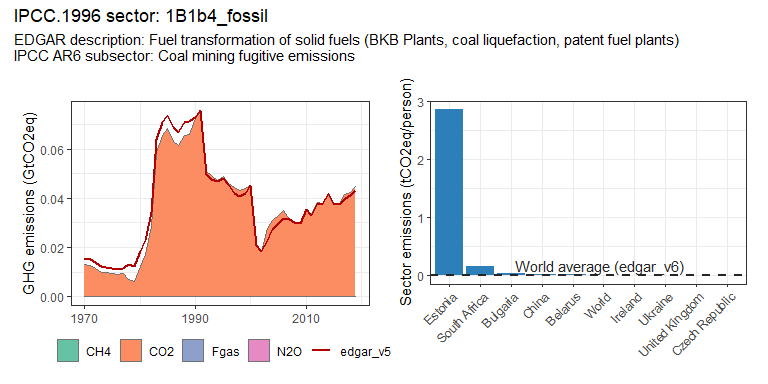 IPCC.1996 sector: 1B1b4_fossil
EDGAR description: Fuel transformation of solid fuels (BKB Plants, coal liquefaction, patent fuel plants)
IPCC AR6 subsector: Coal mining fugitive emissions
GHG emissions (GtCO2eq)
0.06
0.04
0.02
0.00
1970
1990
2010
CH4
CO2
Fgas
N2O
edgar_v5
Sector emissions (tCO2eq/person)
3
2
1
0
World average (edgar_v6)
Estonia
South Africa
Bulgaria
China
Belarus
World
Ireland
Ukraine
United Kingdom
Czech Republic